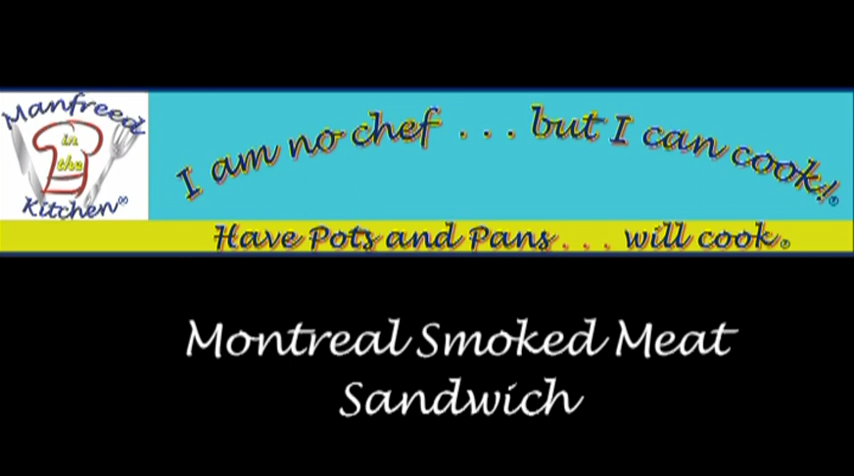 Manfreed
in
the
Kitchen
I am no chef . . . but I can cook!®
Have Pots and Pans . . . will cook.®
Montreal Smoked Meat
Sandwich